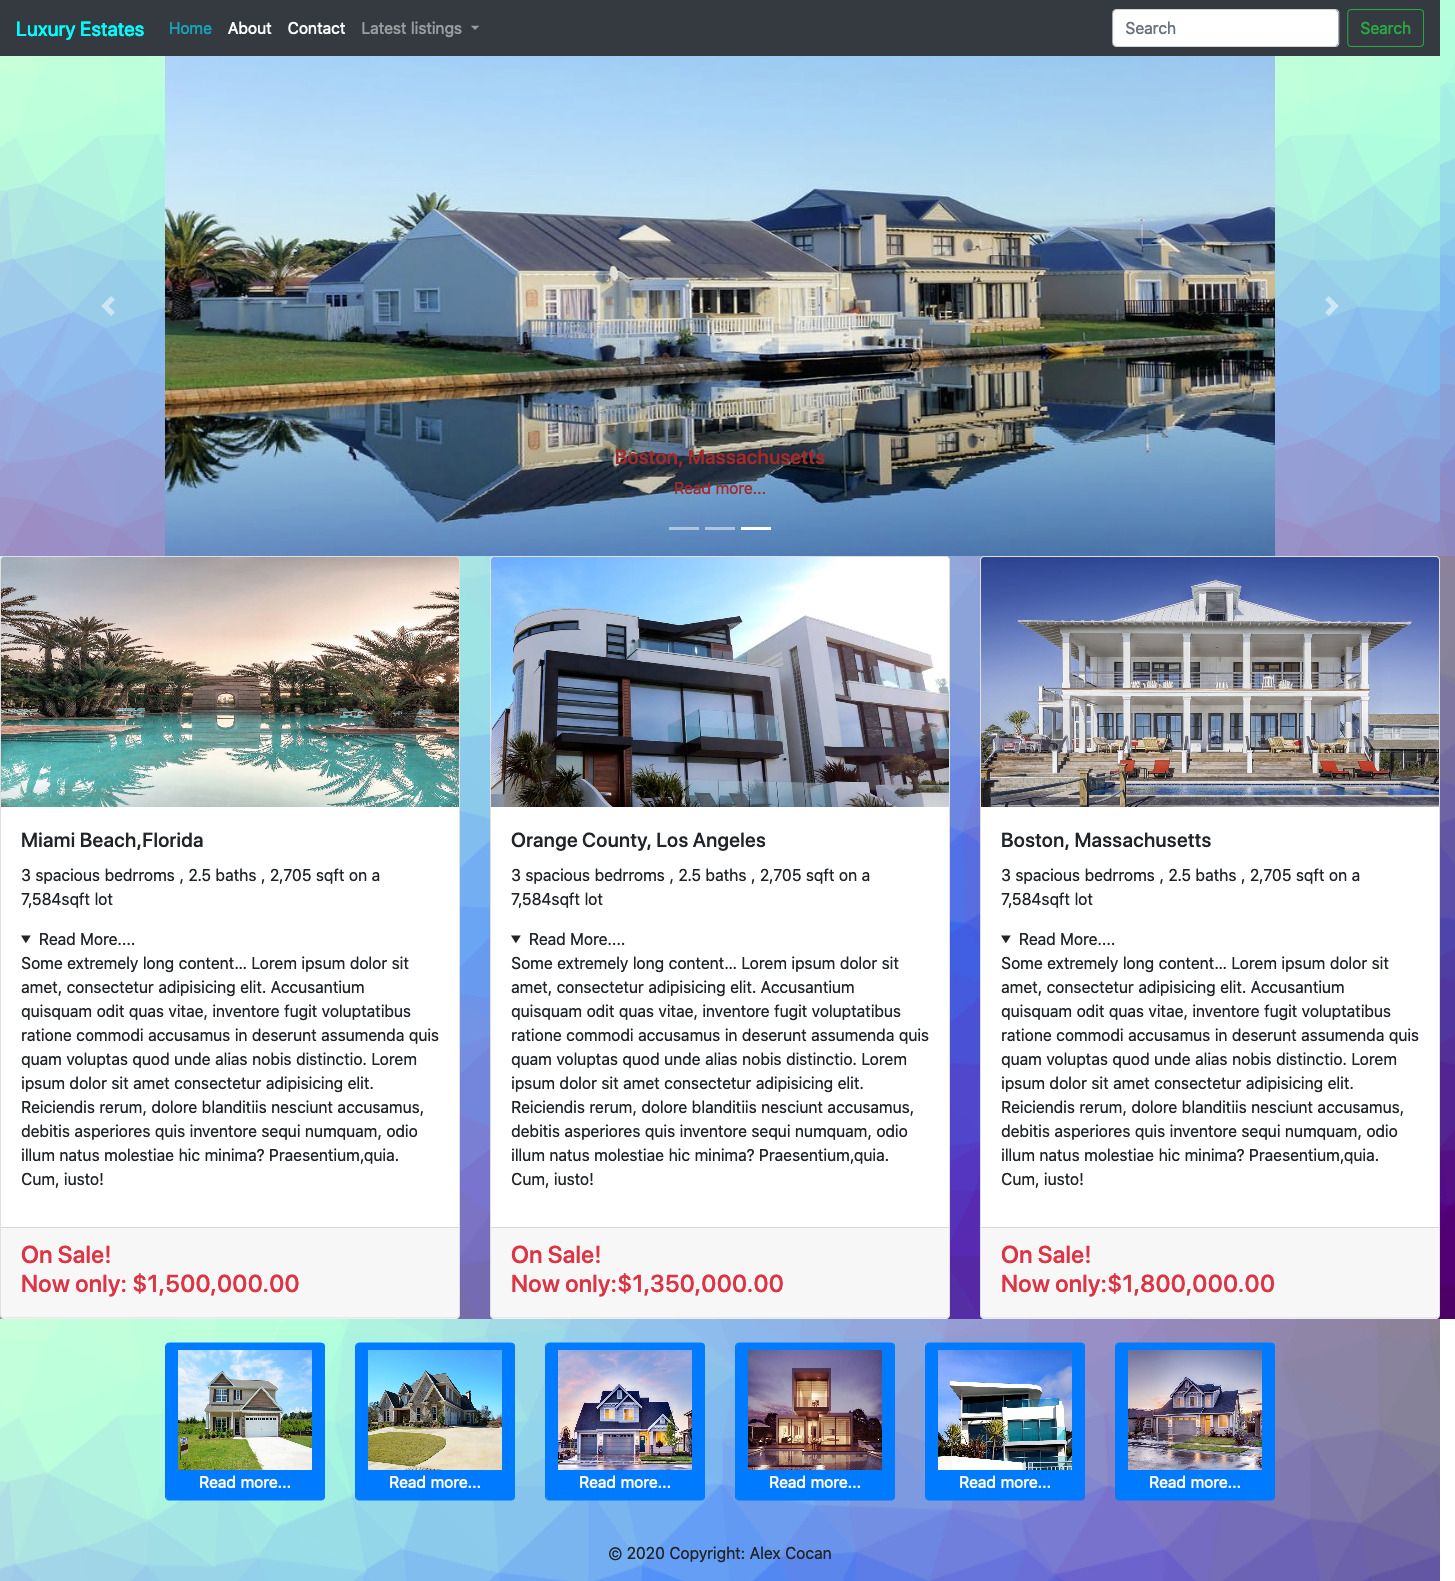 Luxury Estates Home About Contact Latest listings Search Search
Boston, Massachusetts
Read more...
Miami Beach,Florida
3 spacious bedrroms , 2.5 baths , 2,705 sqft on a
7,584sqft lot
Read More....
Some extremely long content... Lorem ipsum dolor sit
amet, consectetur adipisicing elit. Accusantium
quisquam odit quas vitae, inventore fugit voluptatibus
ratione commodi accusamus in deserunt assumenda quis
quam voluptas quod unde alias nobis distinctio. Lorem
ipsum dolor sit amet consectetur adipisicing elit.
Reiciendis rerum, dolore blanditiis nesciunt accusamus,
debitis asperiores quis inventore sequi numquam, odio
illum natus molestiae hic minima? Praesentium,quia.
Cum, iusto!
On Sale!
Now only: $1,500,000.00
Orange County, Los Angeles
3 spacious bedrroms , 2.5 baths , 2,705 sqft on a
7,584sqft lot
Read More....
Some extremely long content... Lorem ipsum dolor sit
amet, consectetur adipisicing elit. Accusantium
quisquam odit quas vitae, inventore fugit voluptatibus
ratione commodi accusamus in deserunt assumenda quis
quam voluptas quod unde alias nobis distinctio. Lorem
ipsum dolor sit amet consectetur adipisicing elit.
Reiciendis rerum, dolore blanditiis nesciunt accusamus,
debitis asperiores quis inventore sequi numquam, odio
illum natus molestiae hic minima? Praesentium,quia.
Cum, iusto!
On Sale!
Now only:$1,350,000.00
Boston, Massachusetts
3 spacious bedrroms , 2.5 baths , 2,705 sqft on a
7,584sqft lot
Read More....
Some extremely long content... Lorem ipsum dolor sit
amet, consectetur adipisicing elit. Accusantium
quisquam odit quas vitae, inventore fugit voluptatibus
ratione commodi accusamus in deserunt assumenda quis
quam voluptas quod unde alias nobis distinctio. Lorem
ipsum dolor sit amet consectetur adipisicing elit.
Reiciendis rerum, dolore blanditiis nesciunt accusamus,
debitis asperiores quis inventore sequi numquam, odio
illum natus molestiae hic minima? Praesentium,quia.
Cum, iusto!
On Sale!
Now only:$1,800,000.00
Read more...
Read more...
Read more...
Read more...
Read more...
Read more...
© 2020 Copyright: Alex Cocan